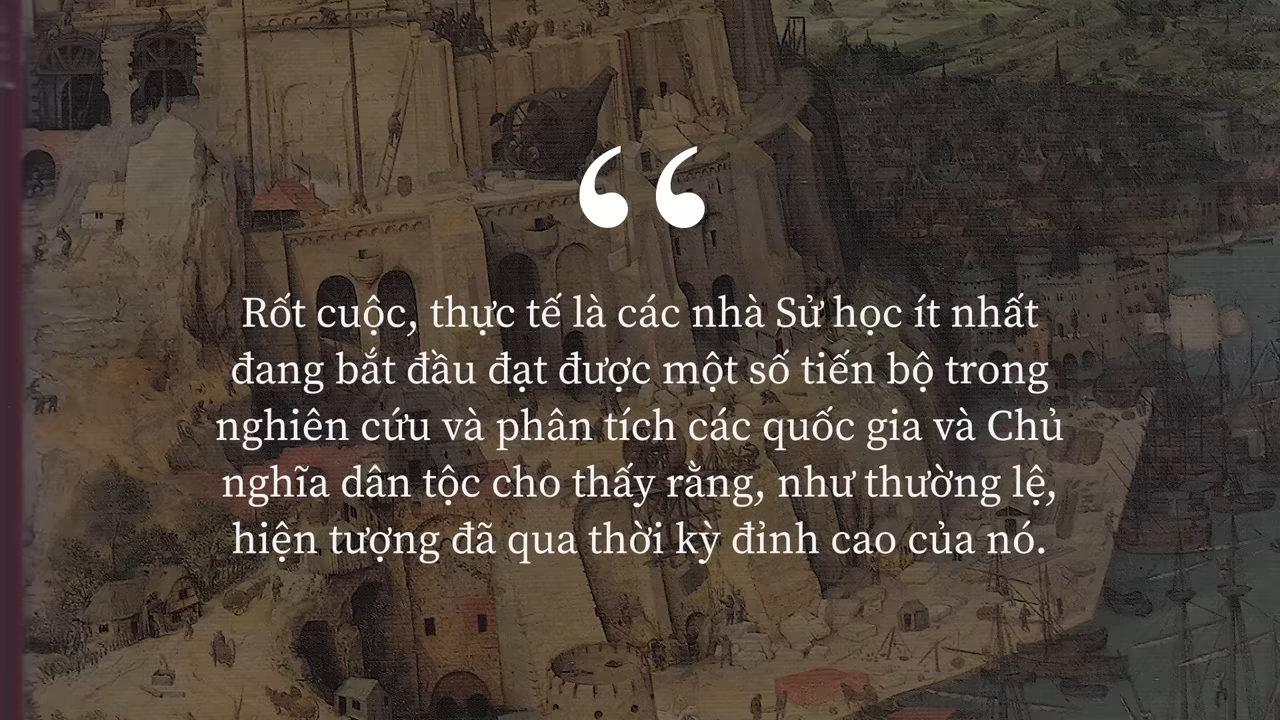 “
Rốt cuộc, thực tế là các nhà Sử học ít nhất
đang bắt đầu đạt được một số tiến bộ trong
nghiên cứu và phân tích các quốc gia và Chủ
nghĩa dân tộc cho thấy rằng, như thường lệ,
hiện tượng đã qua thời kỳ đỉnh cao của nó.